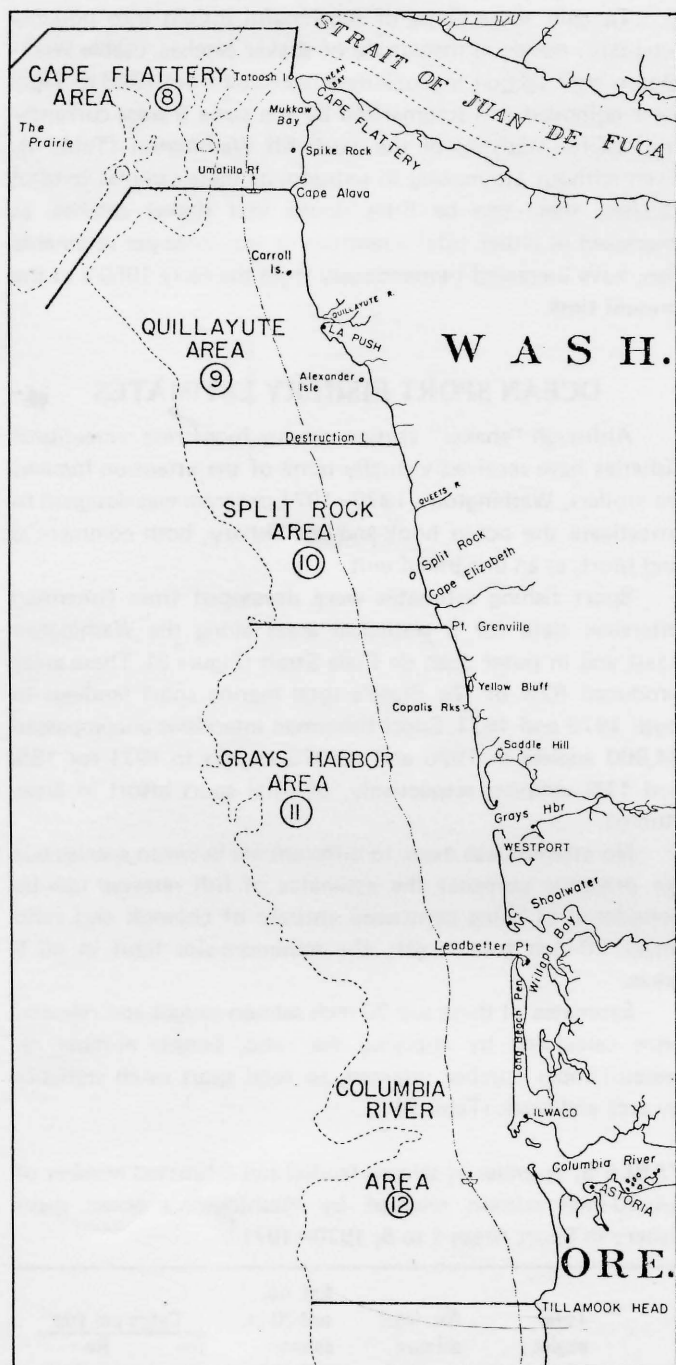 STRAIT OF JUAN DE FUCA
CAPE FLATTERY
AREA
8
Tatoosh I
NEAH
BAY
Mukkaw
Bay
CAPE FLATTERY
The
Prairie
Spike Rock
Umatilla Rf
Cape Alava
Carroll
Is.
QUILLAYUTE R.
LA PUSH
WASH.
QUILLAYUTE
AREA
9
Alexander
Isle
Destruction I.
QUEETS R.
SPLIT ROCK
AREA
10
Split Rock
Cape Elizabeth
Pt. Grenville
Yellow Bluff
Copalis Rks
Saddle Hill
GRAYS HARBOR
AREA
11
Grays Hbr
WESTPORT
C. Shoalwater
Willapa Bay
Leadbetter Pt
Long Beach Pen
COLUMBIA
RIVER
AREA
12
ILWACO
Columbia River
ASTORIA
ORE.
TILLAMOOK HEAD